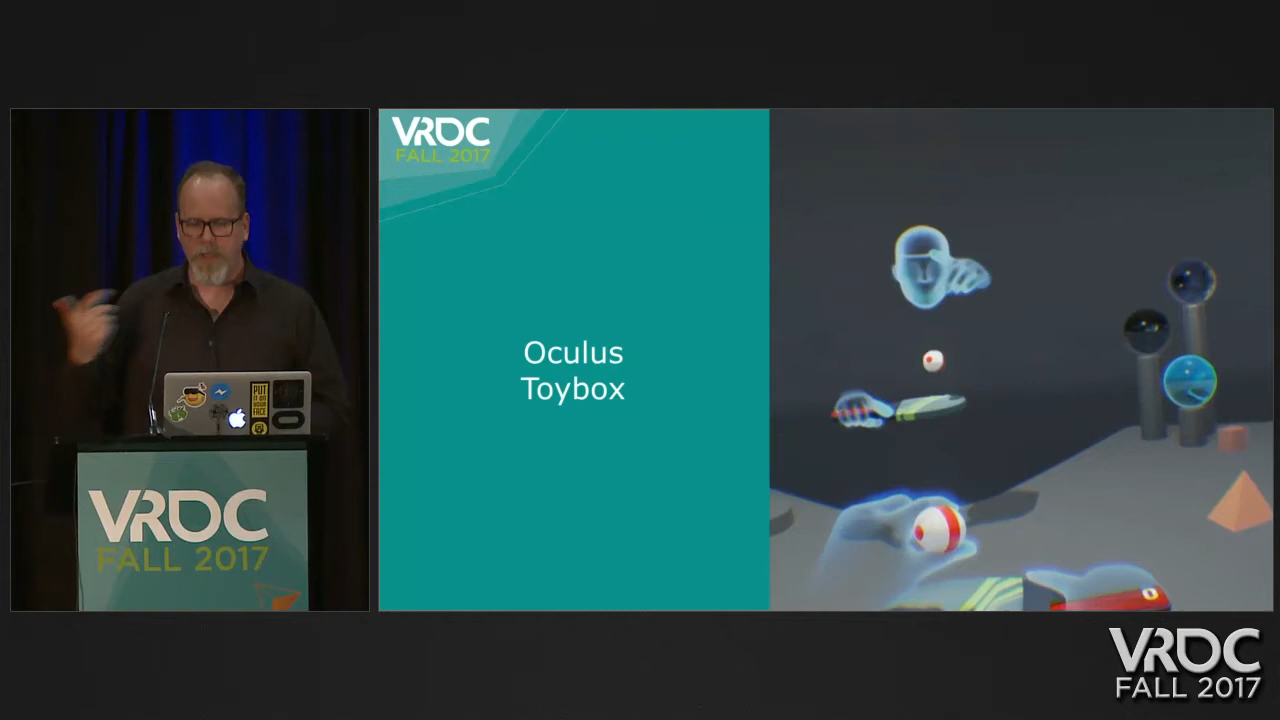 VRDC
FALL 2017
Oculus
Toybox
PUT
IT ON
YOUR
FACE
VRDC
FALL 2017
VRDC
FALL 2017